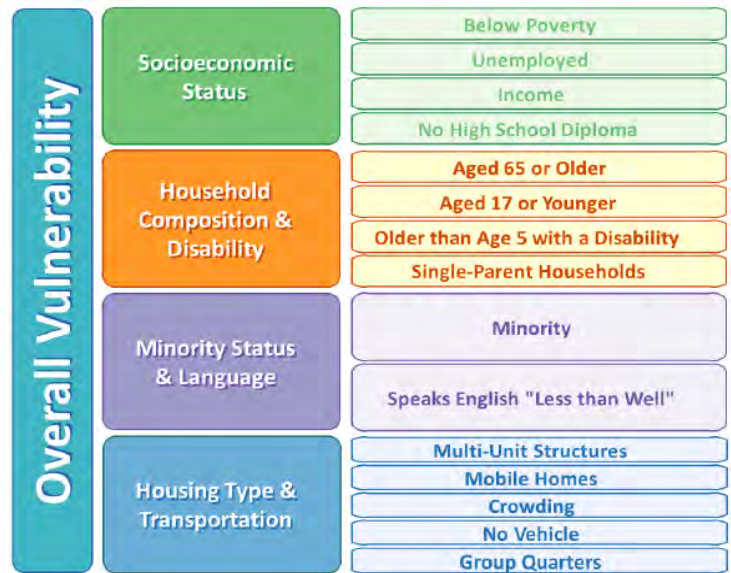 Overall Vulnerability
Socioeconomic
Status
Below Poverty
Unemployed
Income
No High School Diploma
Household
Composition &
Disability
Aged 65 or Older
Aged 17 or Younger
Older than Age 5 with a Disability
Single-Parent Households
Minority Status
& Language
Minority
Speaks English "Less than Well"
Housing Type &
Transportation
Multi-Unit Structures
Mobile Homes
Crowding
No Vehicle
Group Quarters